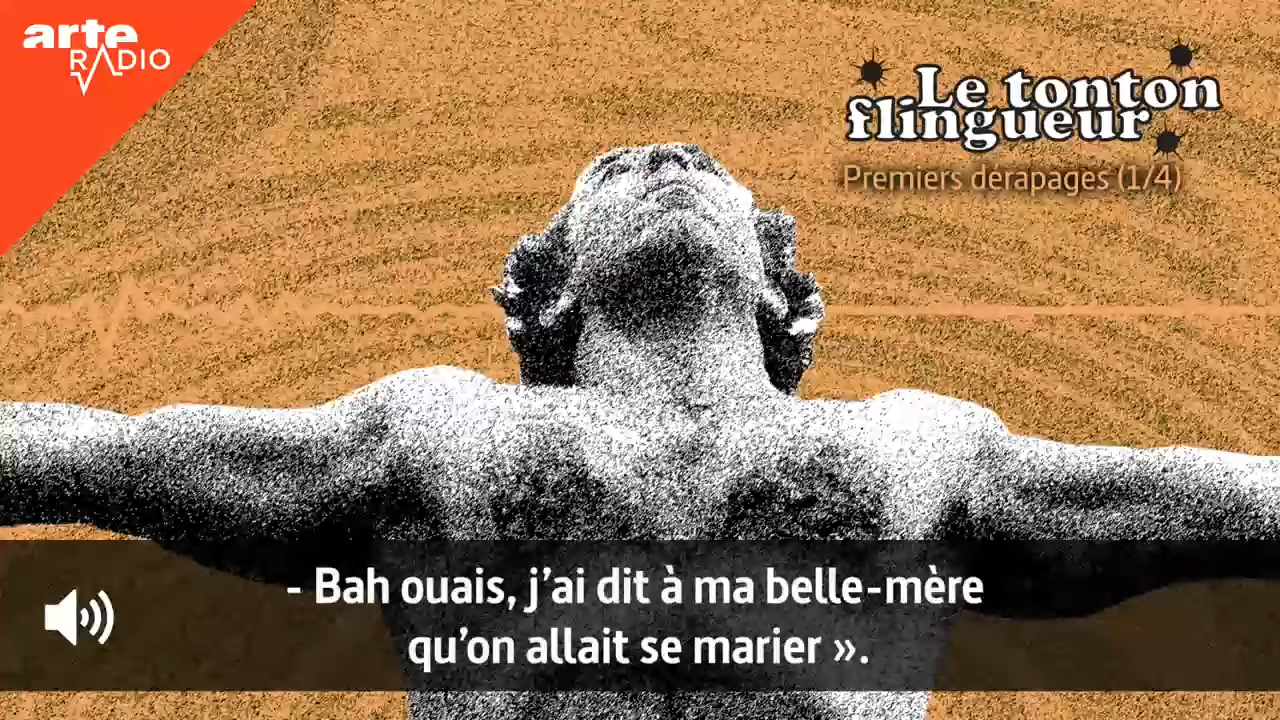 arte
RADIO
Le tonton
flingueur
Premiers derapages (1/4)
- Bah ouais, j’ai dit à ma belle-mère
qu’on allait se marier ».